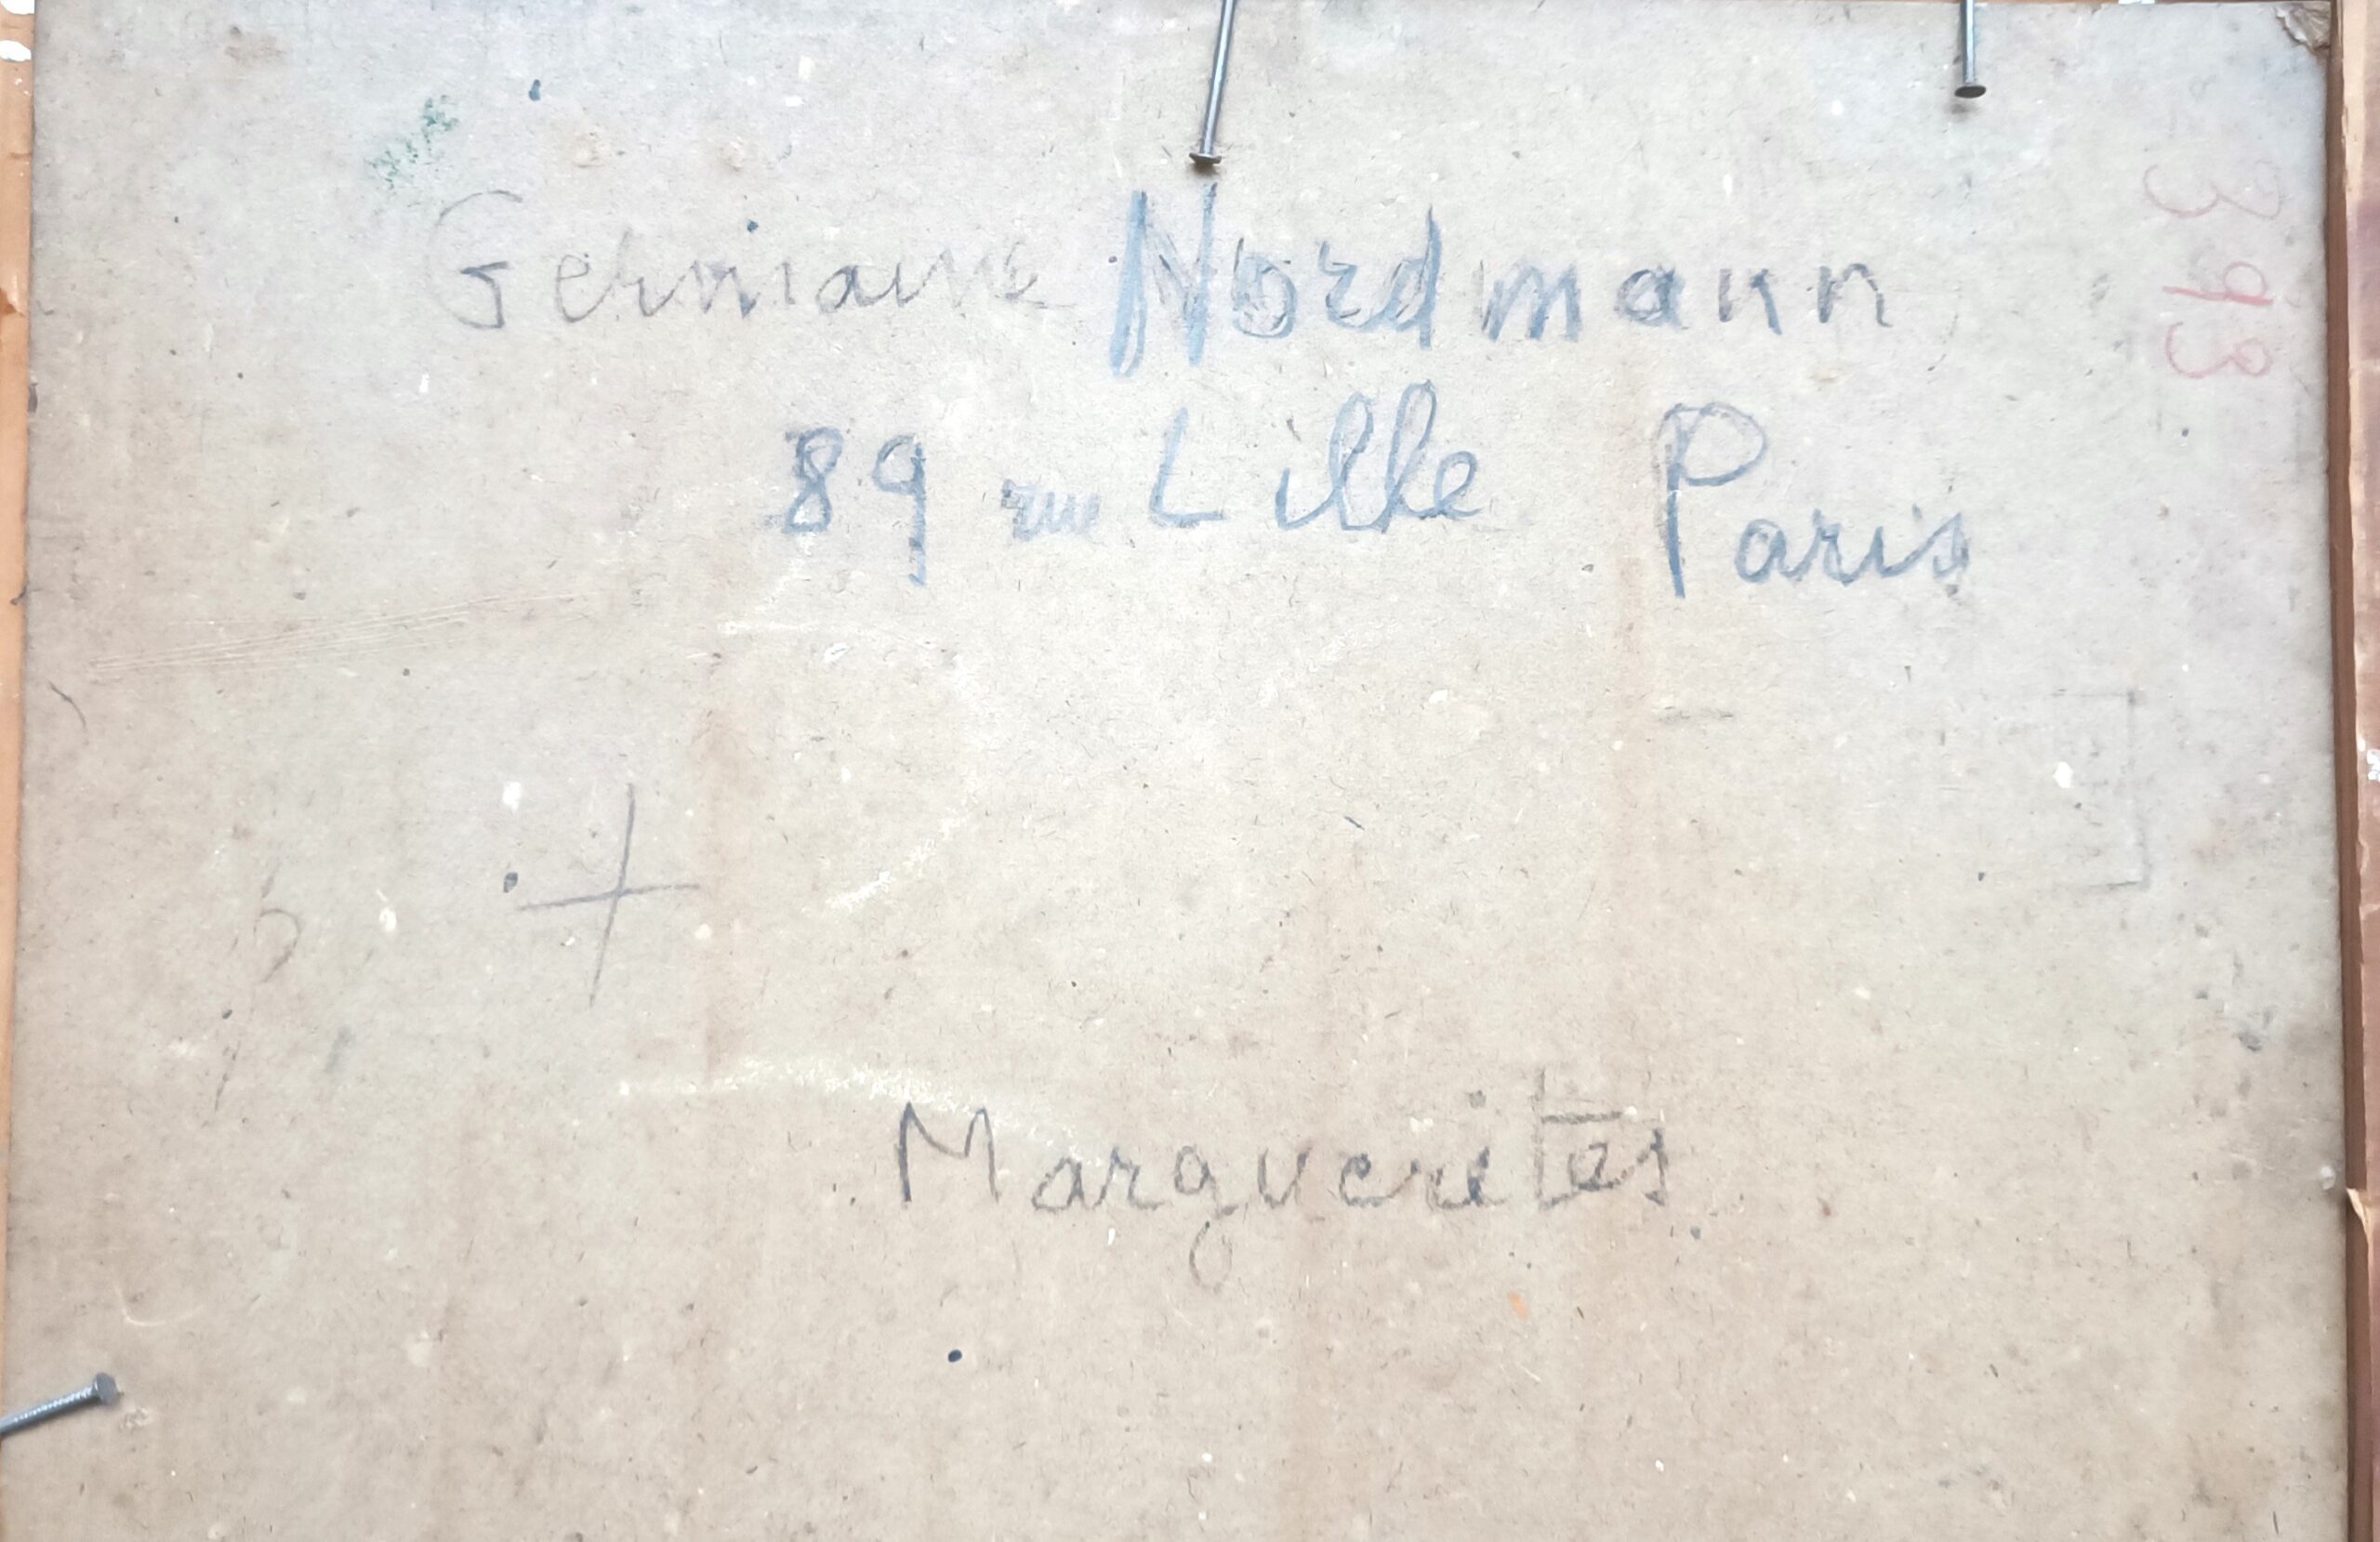 Germaine Nordmann
89 rue Lille Paris
Marguerites
393